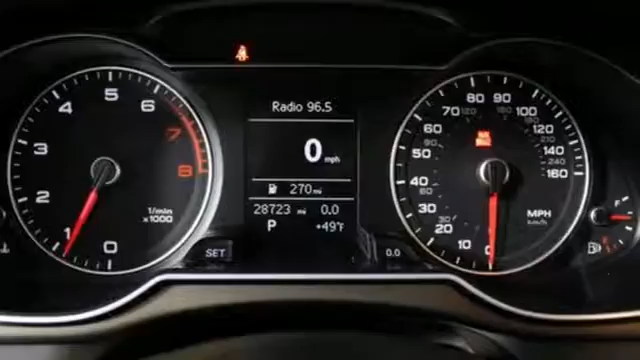 Radio 96.5
0 mph
270 mi
28723 mi 0.0
P +49°F
0 1 2 3 4 5 6 7 8
1/min
x1000
SET
0.0
0 10 20 30 40 50 60 70 80 90 100 120 140 160
MPH
km/h
F